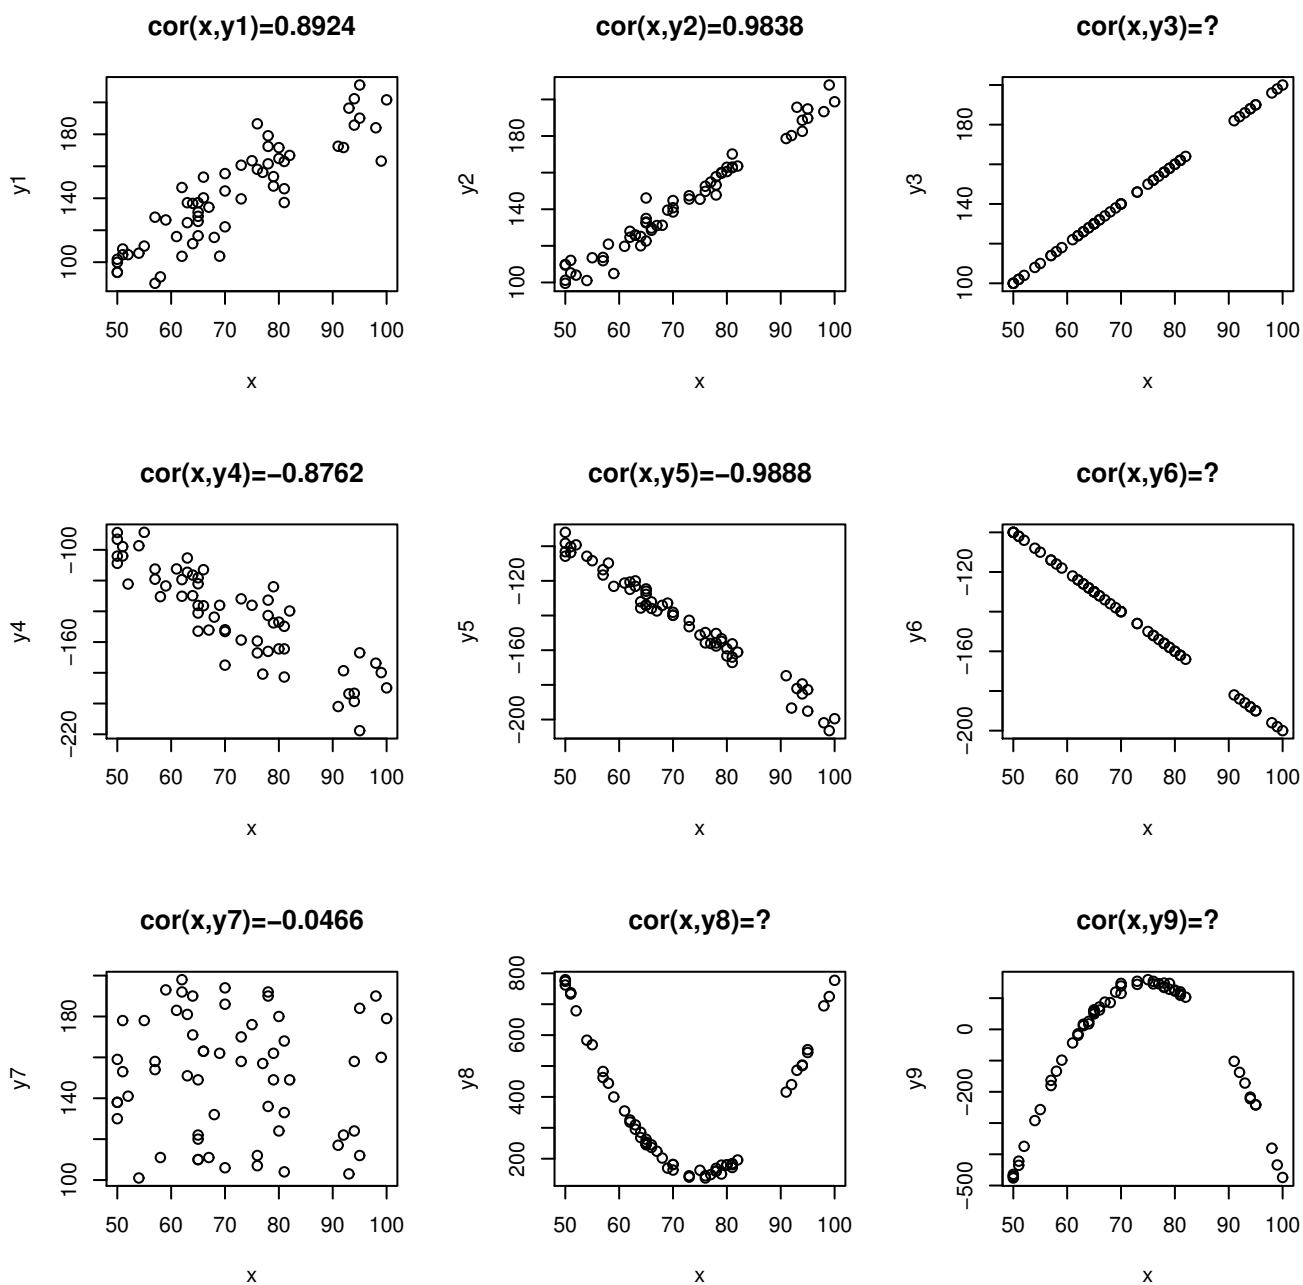 cor(x,y1)=0.8924
y1
100 140 180
50 60 70 80 90 100
x
cor(x,y2)=0.9838
y2
100 140 180
50 60 70 80 90 100
x
cor(x,y3)=?
y3
100 140 180
50 60 70 80 90 100
x
cor(x,y4)=−0.8762
y4
−220 −160 −100
50 60 70 80 90 100
x
cor(x,y5)=−0.9888
y5
−200 −160 −120
50 60 70 80 90 100
x
cor(x,y6)=?
y6
−200 −160 −120
50 60 70 80 90 100
x
cor(x,y7)=−0.0466
y7
100 140 180
50 60 70 80 90 100
x
cor(x,y8)=?
y8
200 400 600 800
50 60 70 80 90 100
x
cor(x,y9)=?
y9
−500 −200 0
50 60 70 80 90 100
x